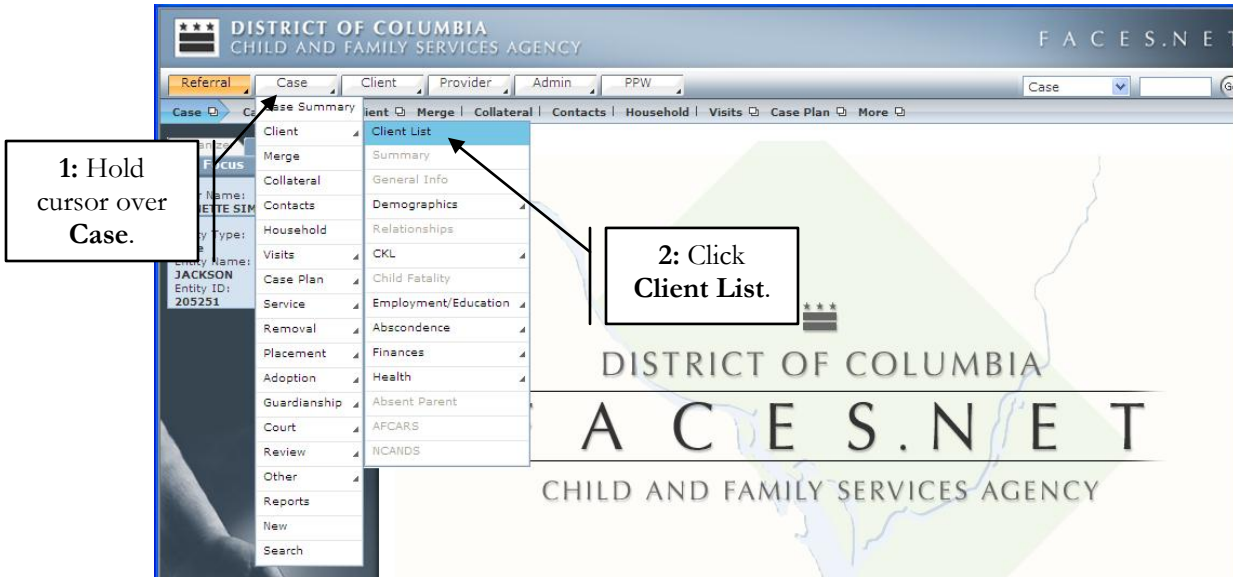 DISTRICT OF COLUMBIA
CHILD AND FAMILY SERVICES AGENCY
F A C E S . N E T
Referral Case Client Provider Admin PPW
Case
Case Merge Collateral Contacts Household Visits Case Plan More
Focus
1: Hold
cursor over
Case.
JACKSON
Entity ID:
205251
Case Summary
Client
Merge
Collateral
Contacts
Household
Visits
Case Plan
Service
Removal
Placement
Adoption
Guardianship
Court
Review
Other
Reports
New
Search
Client List
Summary
General Info
Demographics
Relationships
CKL
Child Fatality
Employment/Education
Abscondence
Finances
Health
Absent Parent
AFCARS
NCANDS
2: Click
Client List.
DISTRICT OF COLUMBIA
A C E S . N E T
CHILD AND FAMILY SERVICES AGENCY